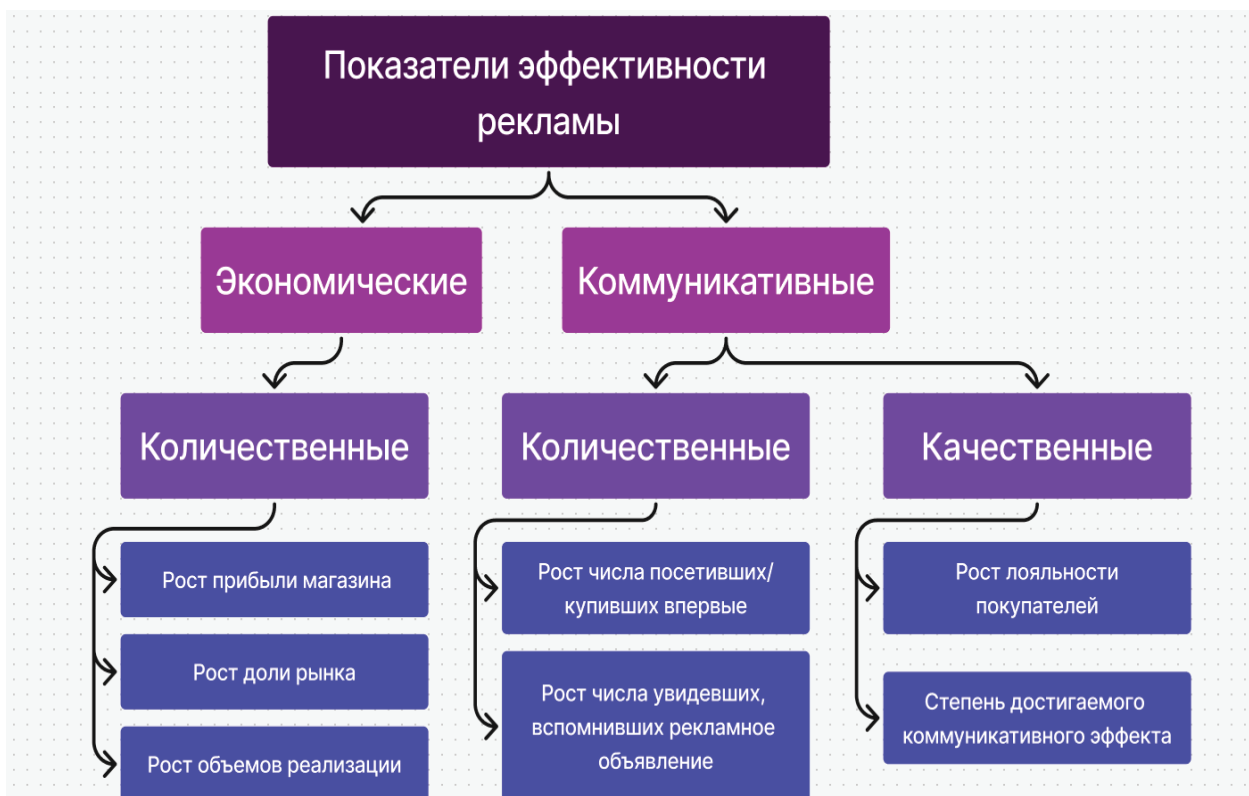 Показатели эффективности
рекламы
Экономические
Коммуникативные
Количественные
Количественные
Качественные
Рост прибыли магазина
Рост доли рынка
Рост объемов реализации
Рост числа посетивших/
купивших впервые
Рост числа увидевших,
вспомнивших рекламное
объявление
Рост лояльности
покупателей
Степень достигаемого
коммуникативного эффекта